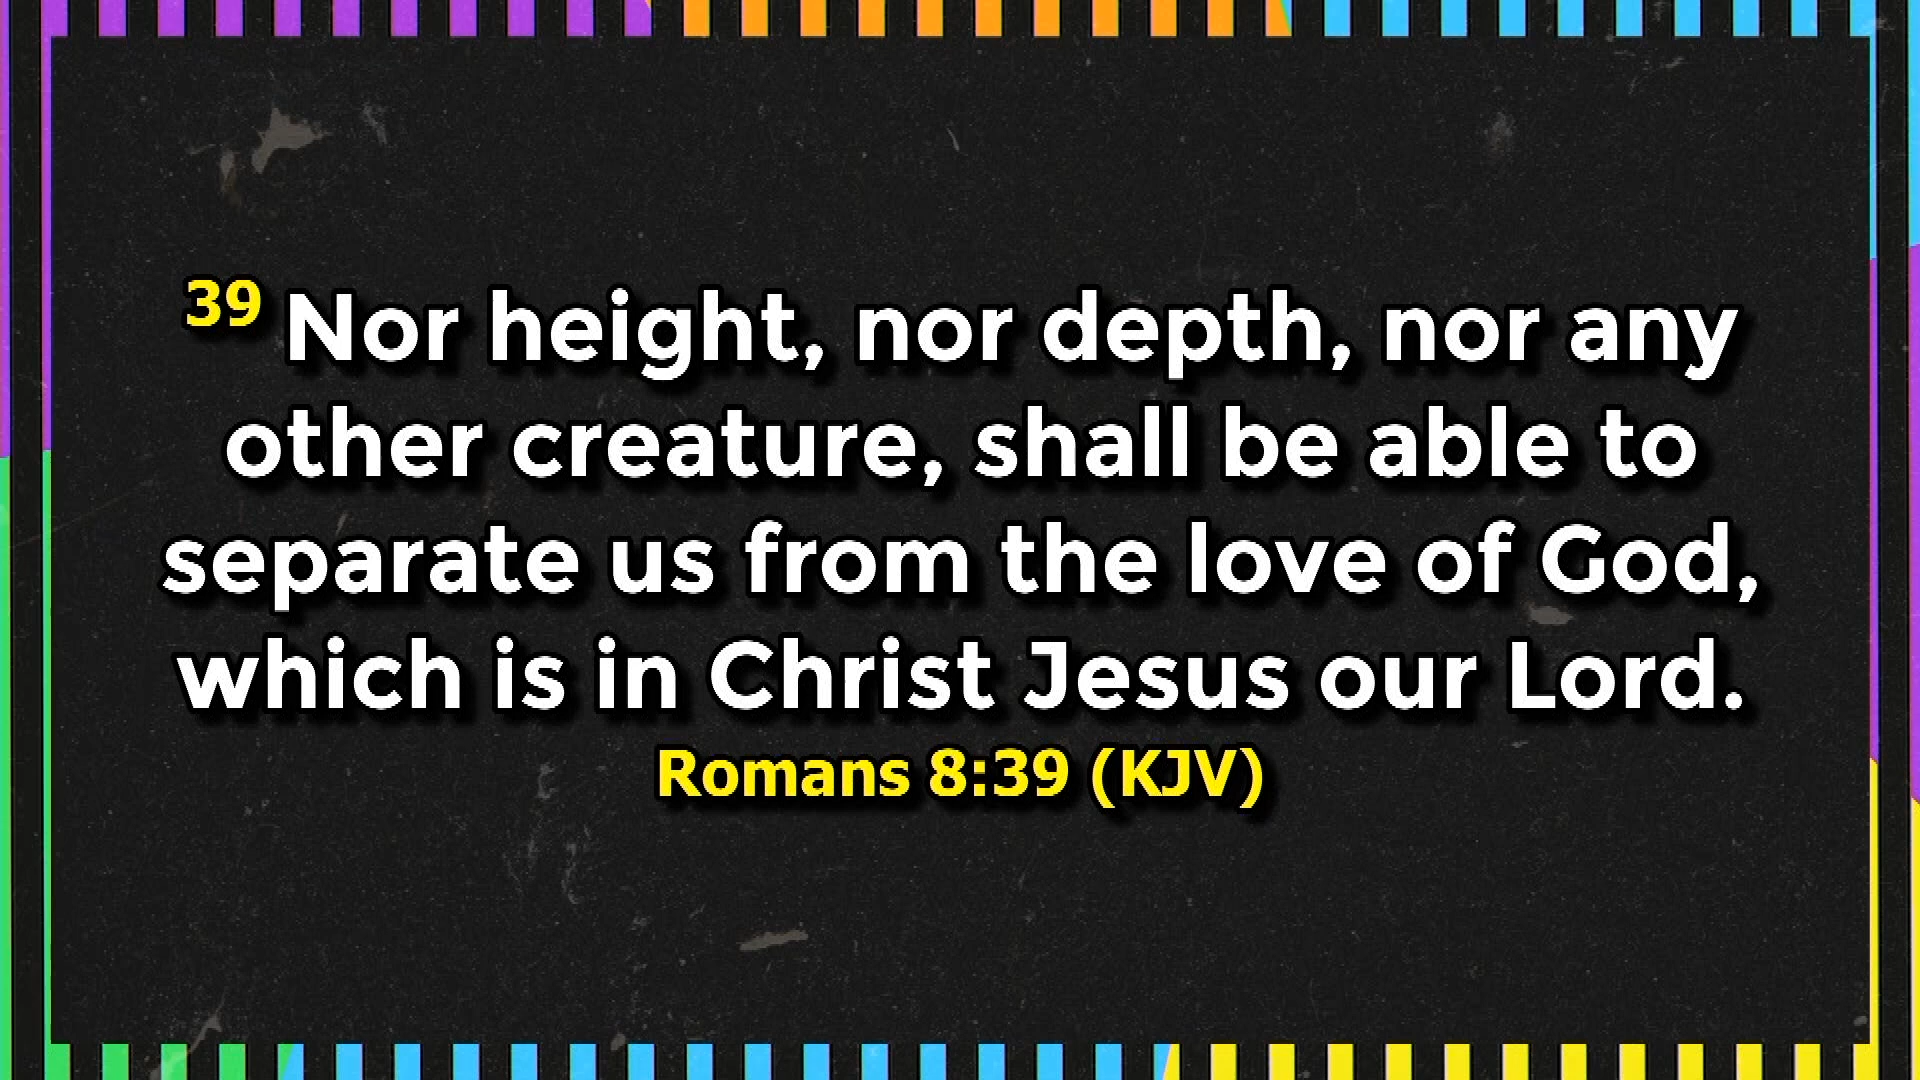 39 Nor height, nor depth, nor any
other creature, shall be able to
separate us from the love of God,
which is in Christ Jesus our Lord.
Romans 8:39 (KJV)